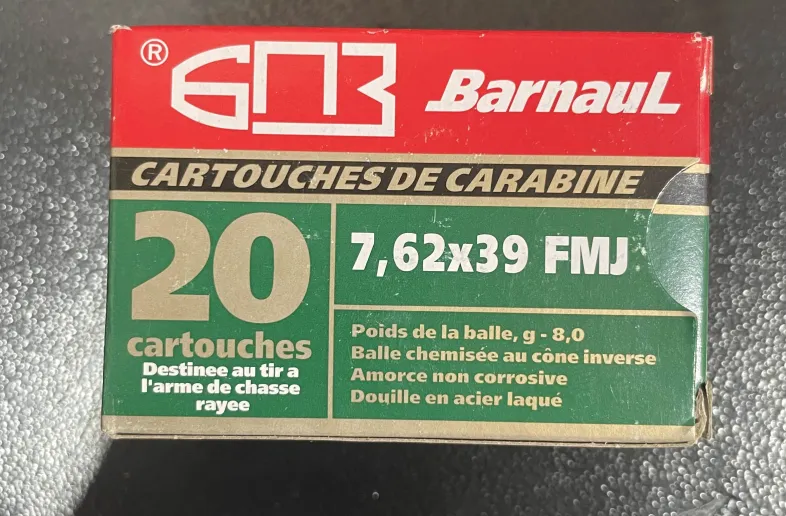 ® БПЗ BarnauL
CARTOUCHES DE CARABINE
20
cartouches
Destinee au tir a
l'arme de chasse
rayee
7,62x39 FMJ
Poids de la balle, g - 8,0
Balle chemisée au cône inverse
Amorce non corrosive
Douille en acier laqué